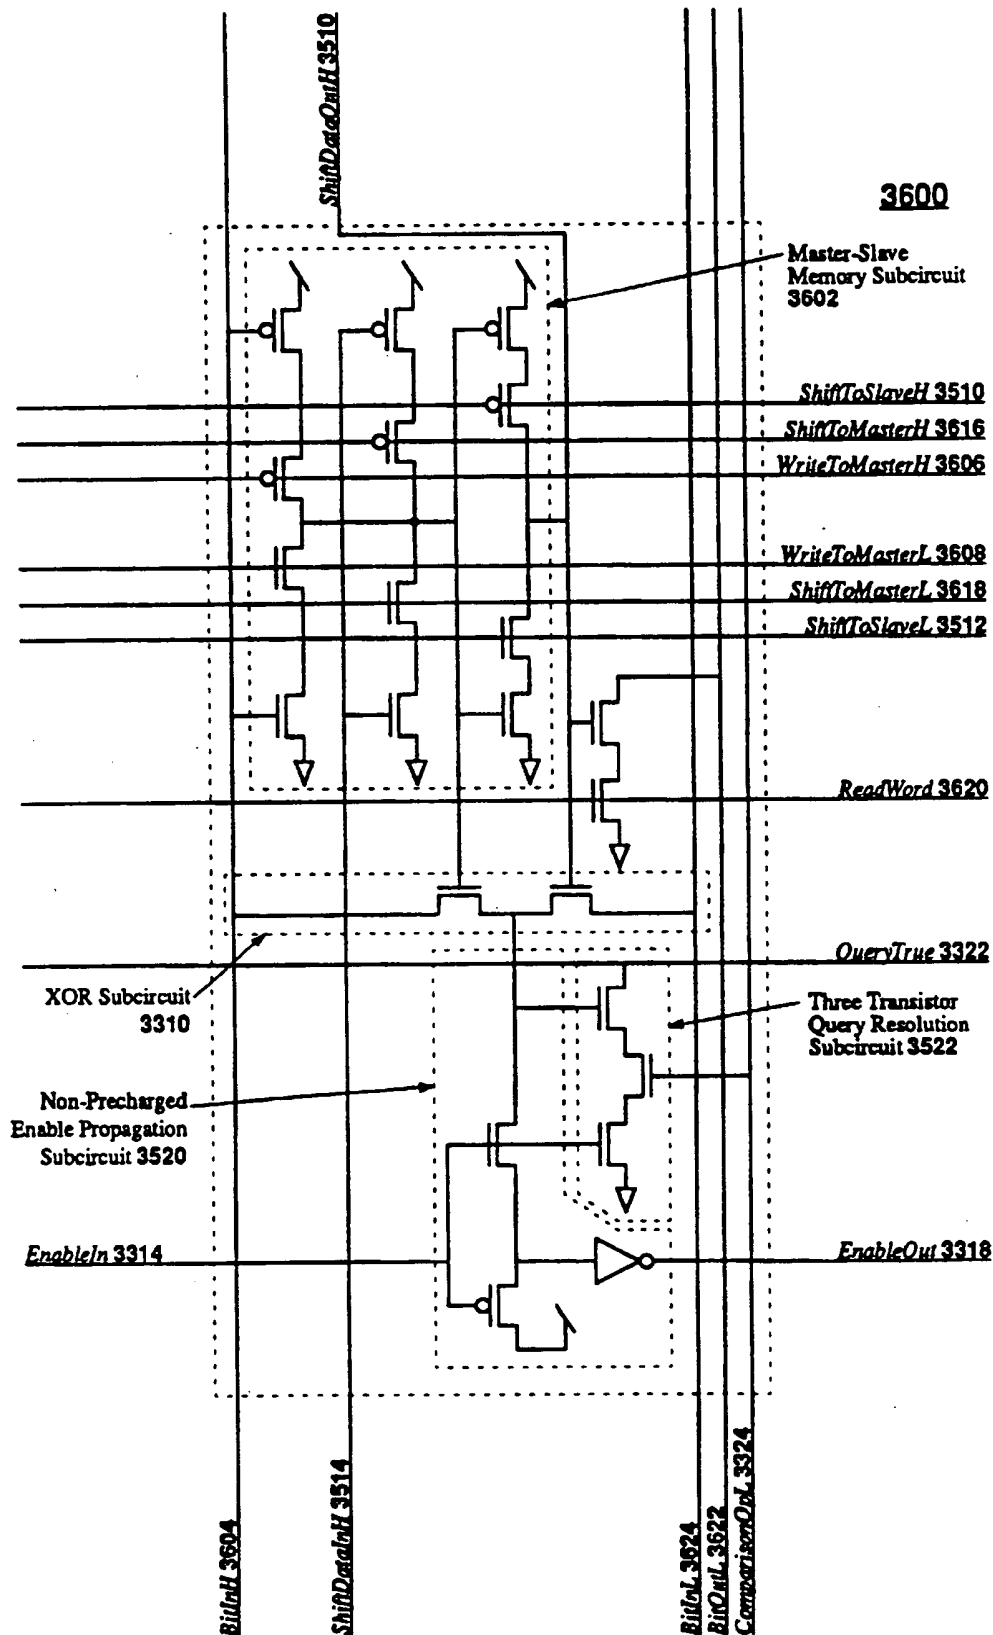 ShiftDataOutH 3510
3600
Master-Slave
Memory Subcircuit
3602
ShiftToSlaveH 3510
ShiftToMasterH 3616
WriteToMasterH 3606
WriteToMasterL 3608
ShiftToMasterL 3618
ShiftToSlaveL 3512
ReadWord 3620
QueryTrue 3322
XOR Subcircuit
3310
Three Transistor
Query Resolution
Subcircuit 3522
Non-Precharged
Enable Propagation
Subcircuit 3520
EnableIn 3314
EnableOut 3318
BitInH 3604
ShiftDataInH 3514
BitInL 3624
BitOutL 3622
ComparisonOpL 3324